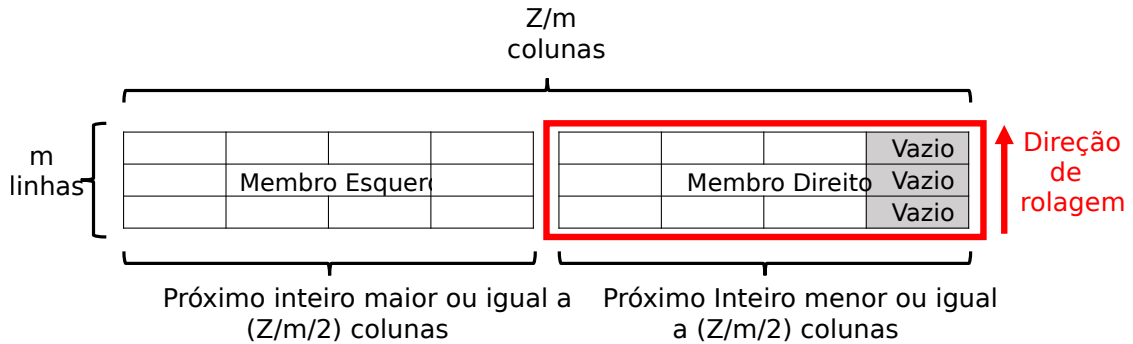 Z/m
colunas
m
linhas
Membro Esquerc
Membro Direito
Vazio
Vazio
Vazio
Direção
de
rolagem
Próximo inteiro maior ou igual a
(Z/m/2) colunas
Próximo Inteiro menor ou igual
a (Z/m/2) colunas